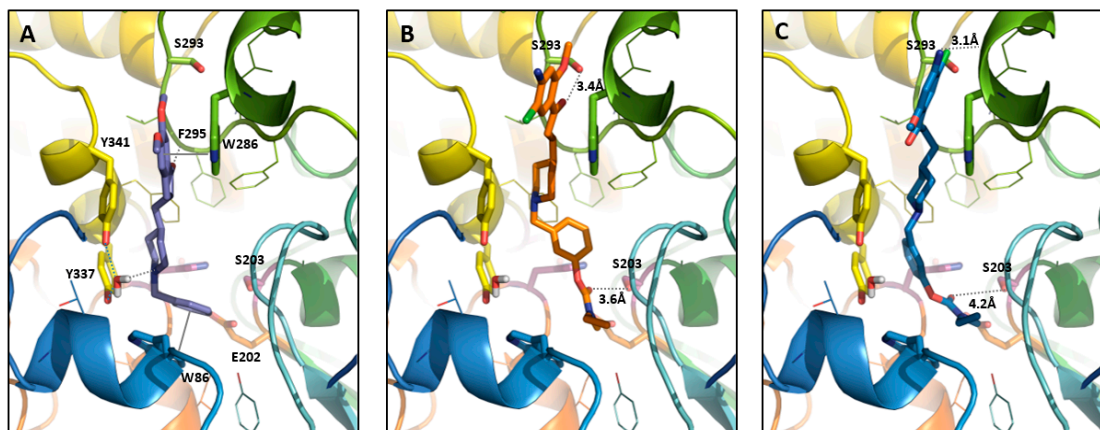 A
S293
F295
W286
Y341
Y337
S203
E202
W86
B
S293
3.4Å
S203
3.6Å
C
S293
3.1Å
S203
4.2Å